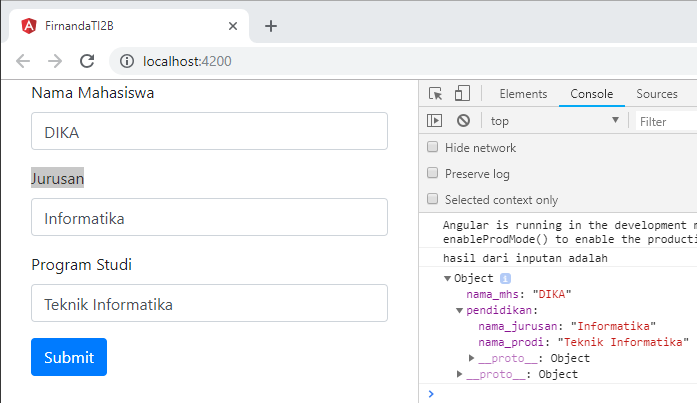 FirnandaTI2B
localhost:4200
Nama Mahasiswa
DIKA
Jurusan
Informatika
Program Studi
Teknik Informatika
Submit
Elements Console Sources
top Filter
Hide network
Preserve log
Selected context only
Angular is running in the development m
enableProdMode() to enable the producti
hasil dari inputan adalah
Object i
nama_mhs: "DIKA"
pendidikan:
nama_jurusan: "Informatika"
nama_prodi: "Teknik Informatika"
__proto__: Object
__proto__: Object